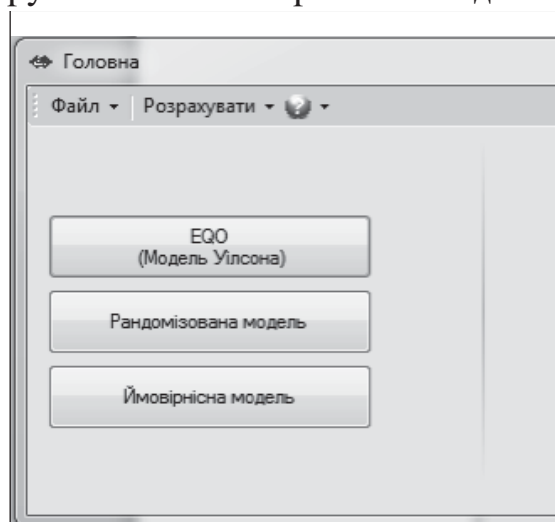 Головна
Файл Розрахувати
EQO
(Модель Уілсона)
Рандомізована модель
Ймовірнісна модель